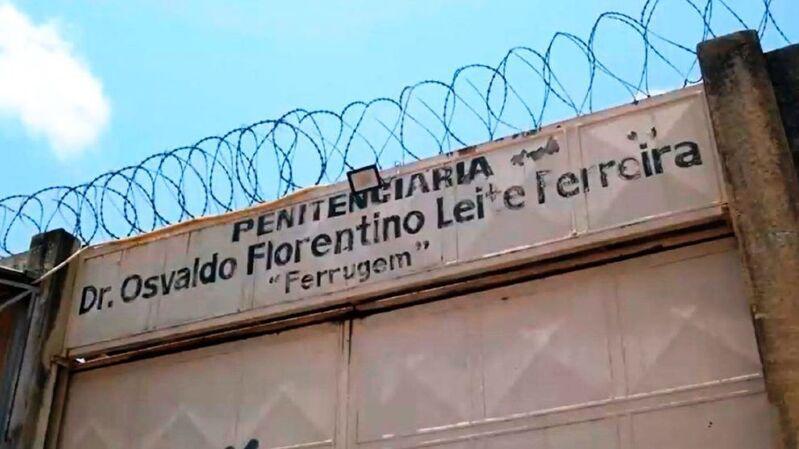 PENITENCIARIA
Dr. Osvaldo Florentino Leite Ferreira
"Ferrugem"